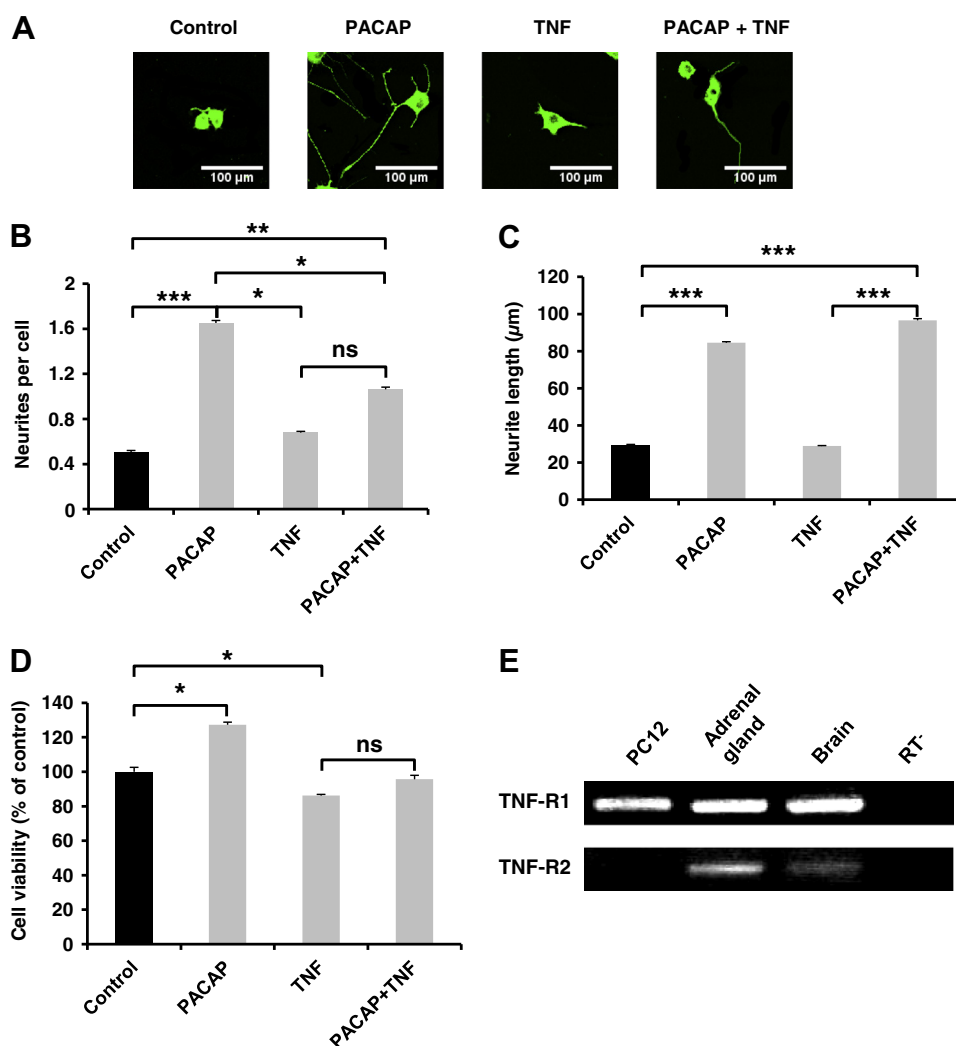 A
Control
PACAP
TNF
PACAP + TNF
100 µm
100 µm
100 µm
100 µm
B
**
*
***
*
ns
Neurites per cell
2
1.6
1.2
0.8
0.4
0
Control
PACAP
TNF
PACAP+TNF
C
***
***
***
Neurite length (µm)
120
100
80
60
40
20
0
Control
PACAP
TNF
PACAP+TNF
D
*
*
ns
Cell viability (% of control)
140
120
100
80
60
40
20
0
Control
PACAP
TNF
PACAP+TNF
E
PC12
Adrenal
gland
Brain
RT-
TNF-R1
TNF-R2